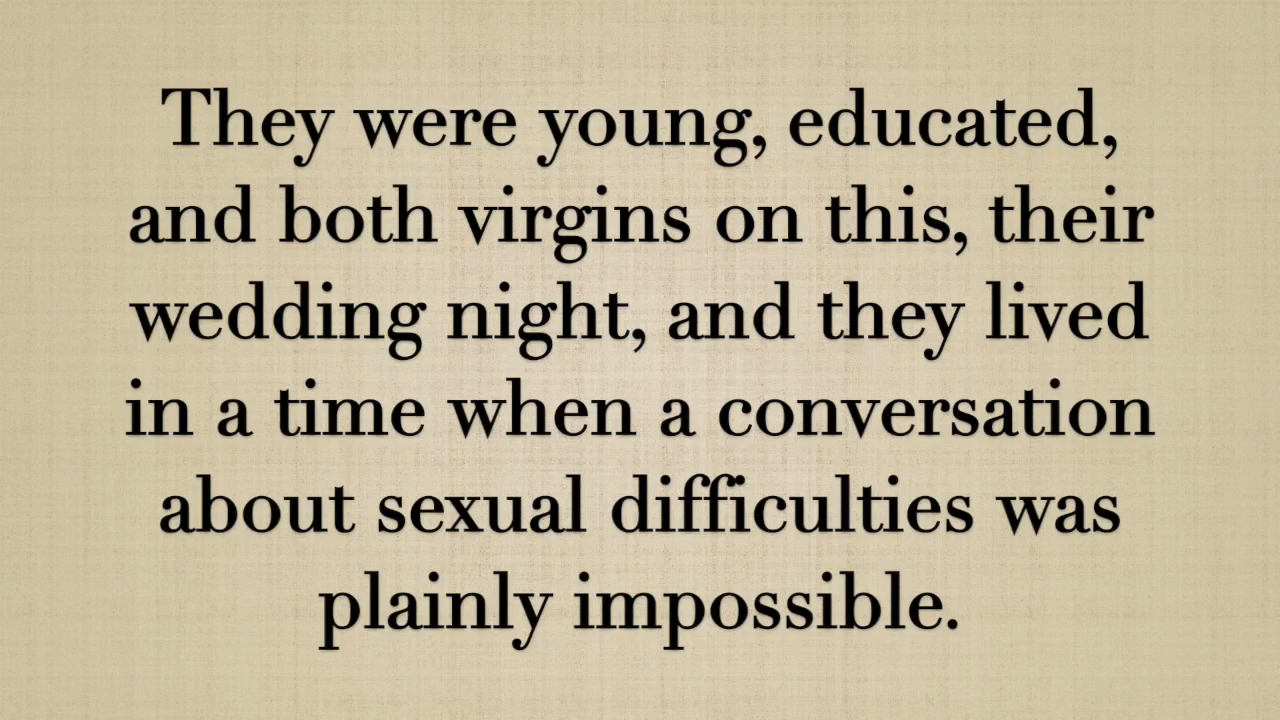 They were young, educated,
and both virgins on this, their
wedding night, and they lived
in a time when a conversation
about sexual difficulties was
plainly impossible.